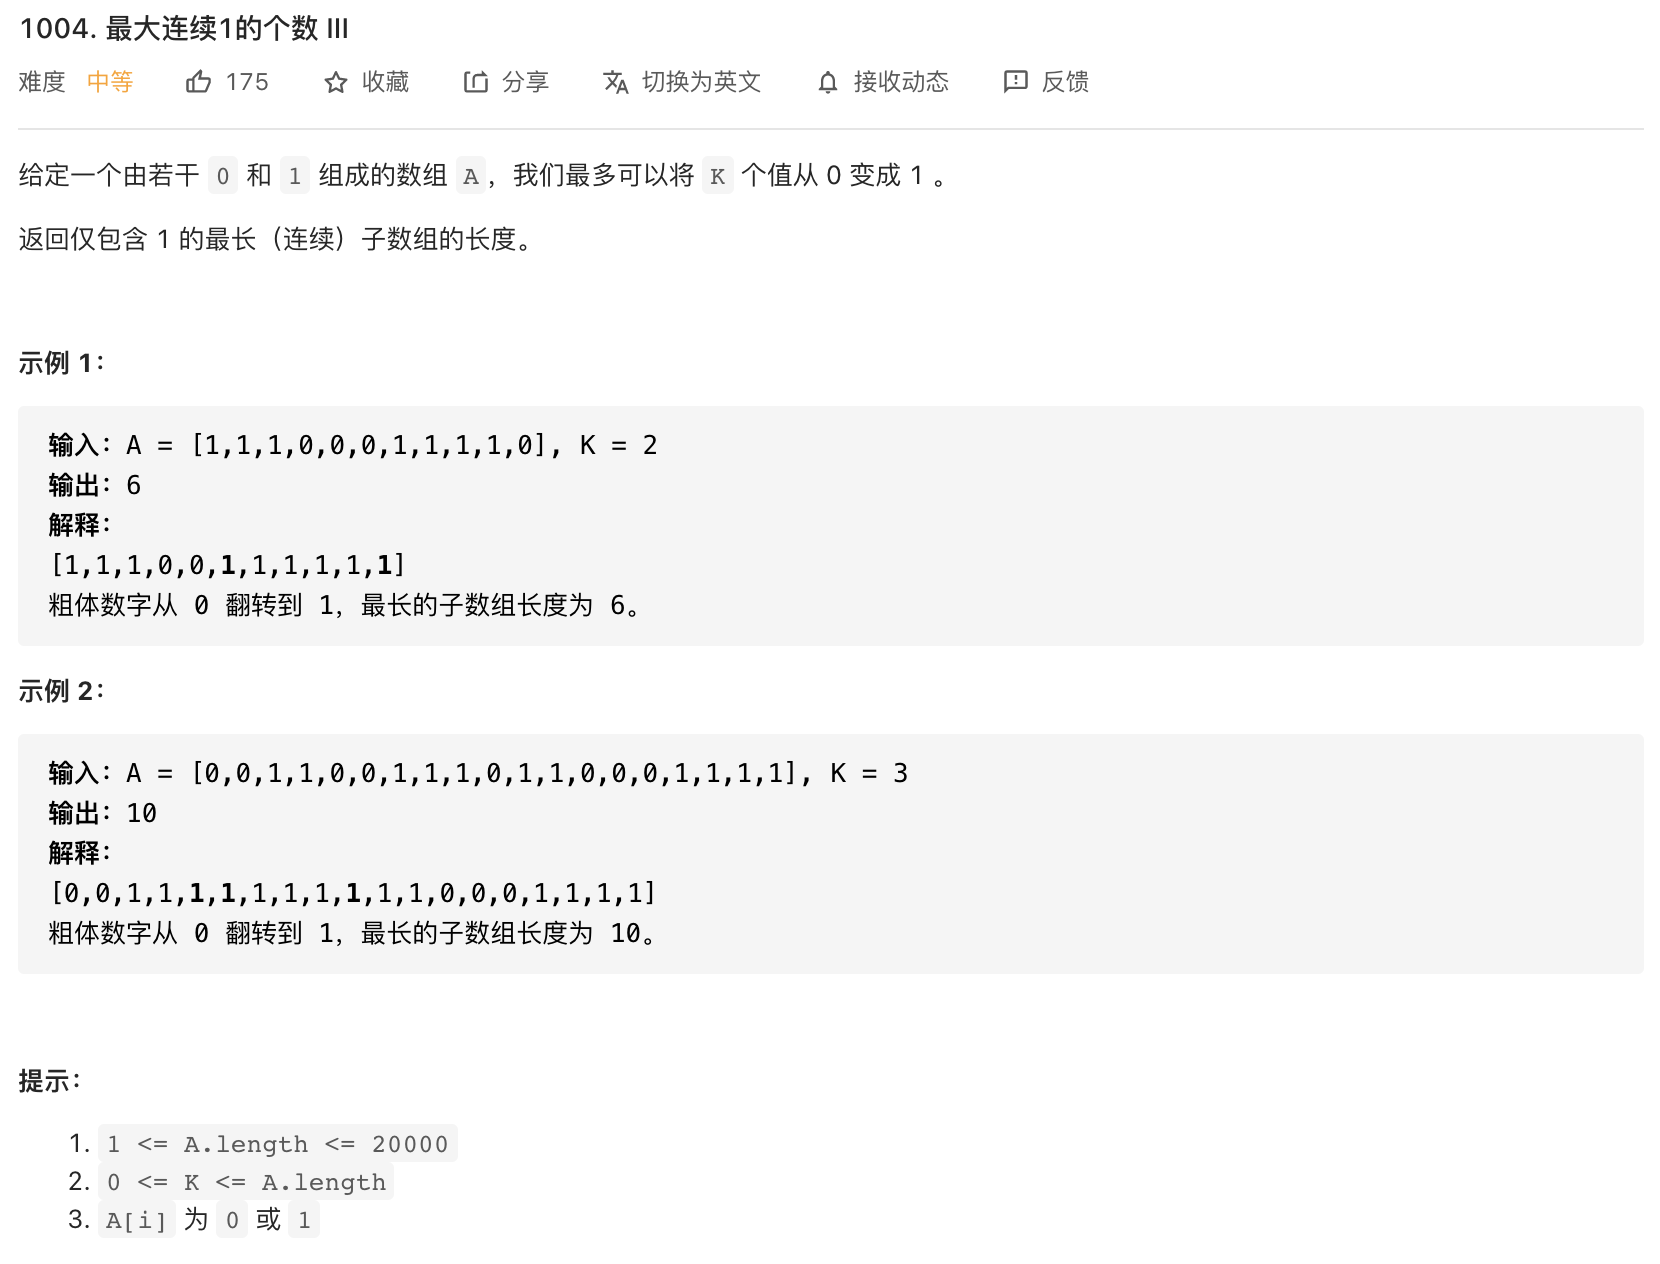 1004. 最大连续1的个数 III
难度 中等 175 收藏 分享 切换为英文 接收动态 反馈
给定一个由若干 0 和 1 组成的数组 A，我们最多可以将 K 个值从 0 变成 1 。
返回仅包含 1 的最长（连续）子数组的长度。
示例 1：
输入：A = [1,1,1,0,0,0,1,1,1,1,0], K = 2
输出：6
解释：
[1,1,1,0,0,1,1,1,1,1,1]
粗体数字从 0 翻转到 1，最长的子数组长度为 6。
示例 2：
输入：A = [0,0,1,1,0,0,1,1,1,0,1,1,0,0,0,1,1,1,1], K = 3
输出：10
解释：
[0,0,1,1,1,1,1,1,1,1,1,1,0,0,0,1,1,1,1]
粗体数字从 0 翻转到 1，最长的子数组长度为 10。
提示：
1. 1 <= A.length <= 20000
2. 0 <= K <= A.length
3. A[i] 为 0 或 1